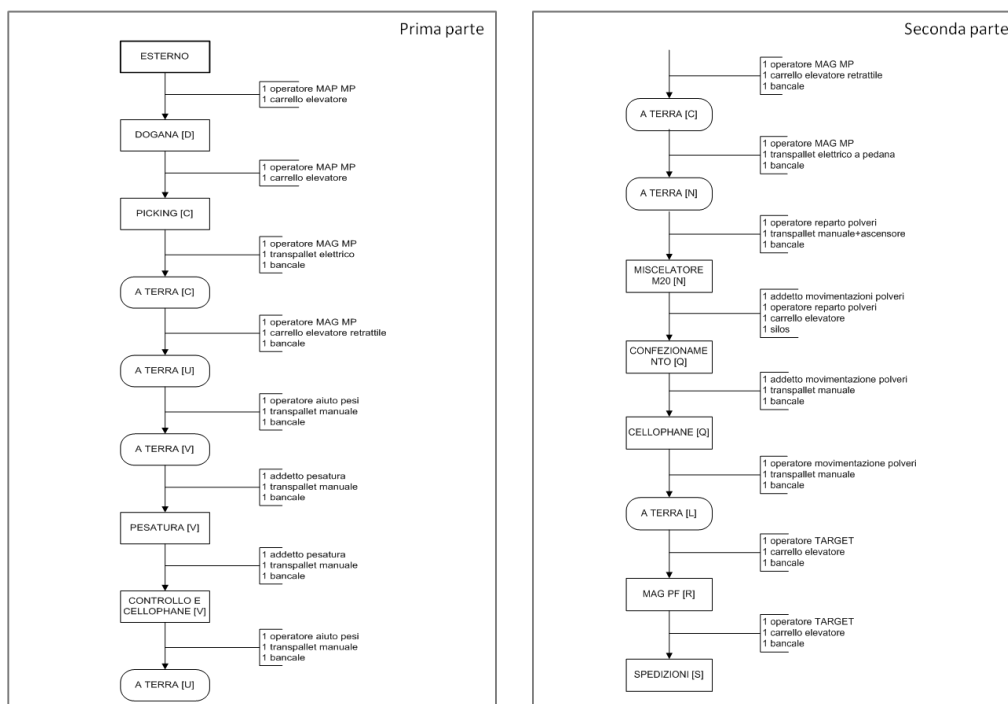 Prima parte
ESTERNO
1 operatore MAP MP
1 carrello elevatore
DOGANA [D]
1 operatore MAP MP
1 carrello elevatore
PICKING [C]
1 operatore MAG MP
1 transpallet elettrico
1 bancale
A TERRA [C]
1 operatore MAG MP
1 carrello elevatore retrattile
1 bancale
A TERRA [U]
1 operatore aiuto pesi
1 transpallet manuale
1 bancale
A TERRA [V]
1 addetto pesatura
1 transpallet manuale
1 bancale
PESATURA [V]
1 addetto pesatura
1 transpallet manuale
1 bancale
CONTROLLO E
CELLOPHANE [V]
1 operatore aiuto pesi
1 transpallet manuale
1 bancale
A TERRA [U]
Seconda parte
1 operatore MAG MP
1 carrello elevatore retrattile
1 bancale
A TERRA [C]
1 operatore MAG MP
1 transpallet elettrico a pedana
1 bancale
A TERRA [N]
1 operatore reparto polveri
1 transpallet manuale+ascensore
1 bancale
MISCELATORE
M20 [N]
1 addetto movimentazioni polveri
1 operatore reparto polveri
1 carrello elevatore
1 silos
CONFEZIONAME
NTO [Q]
1 addetto movimentazione polveri
1 transpallet manuale
1 bancale
CELLOPHANE [Q]
1 operatore movimentazione polveri
1 transpallet manuale
1 bancale
A TERRA [L]
1 operatore TARGET
1 carrello elevatore
1 bancale
MAG PF [R]
1 operatore TARGET
1 carrello elevatore
1 bancale
SPEDIZIONI [S]